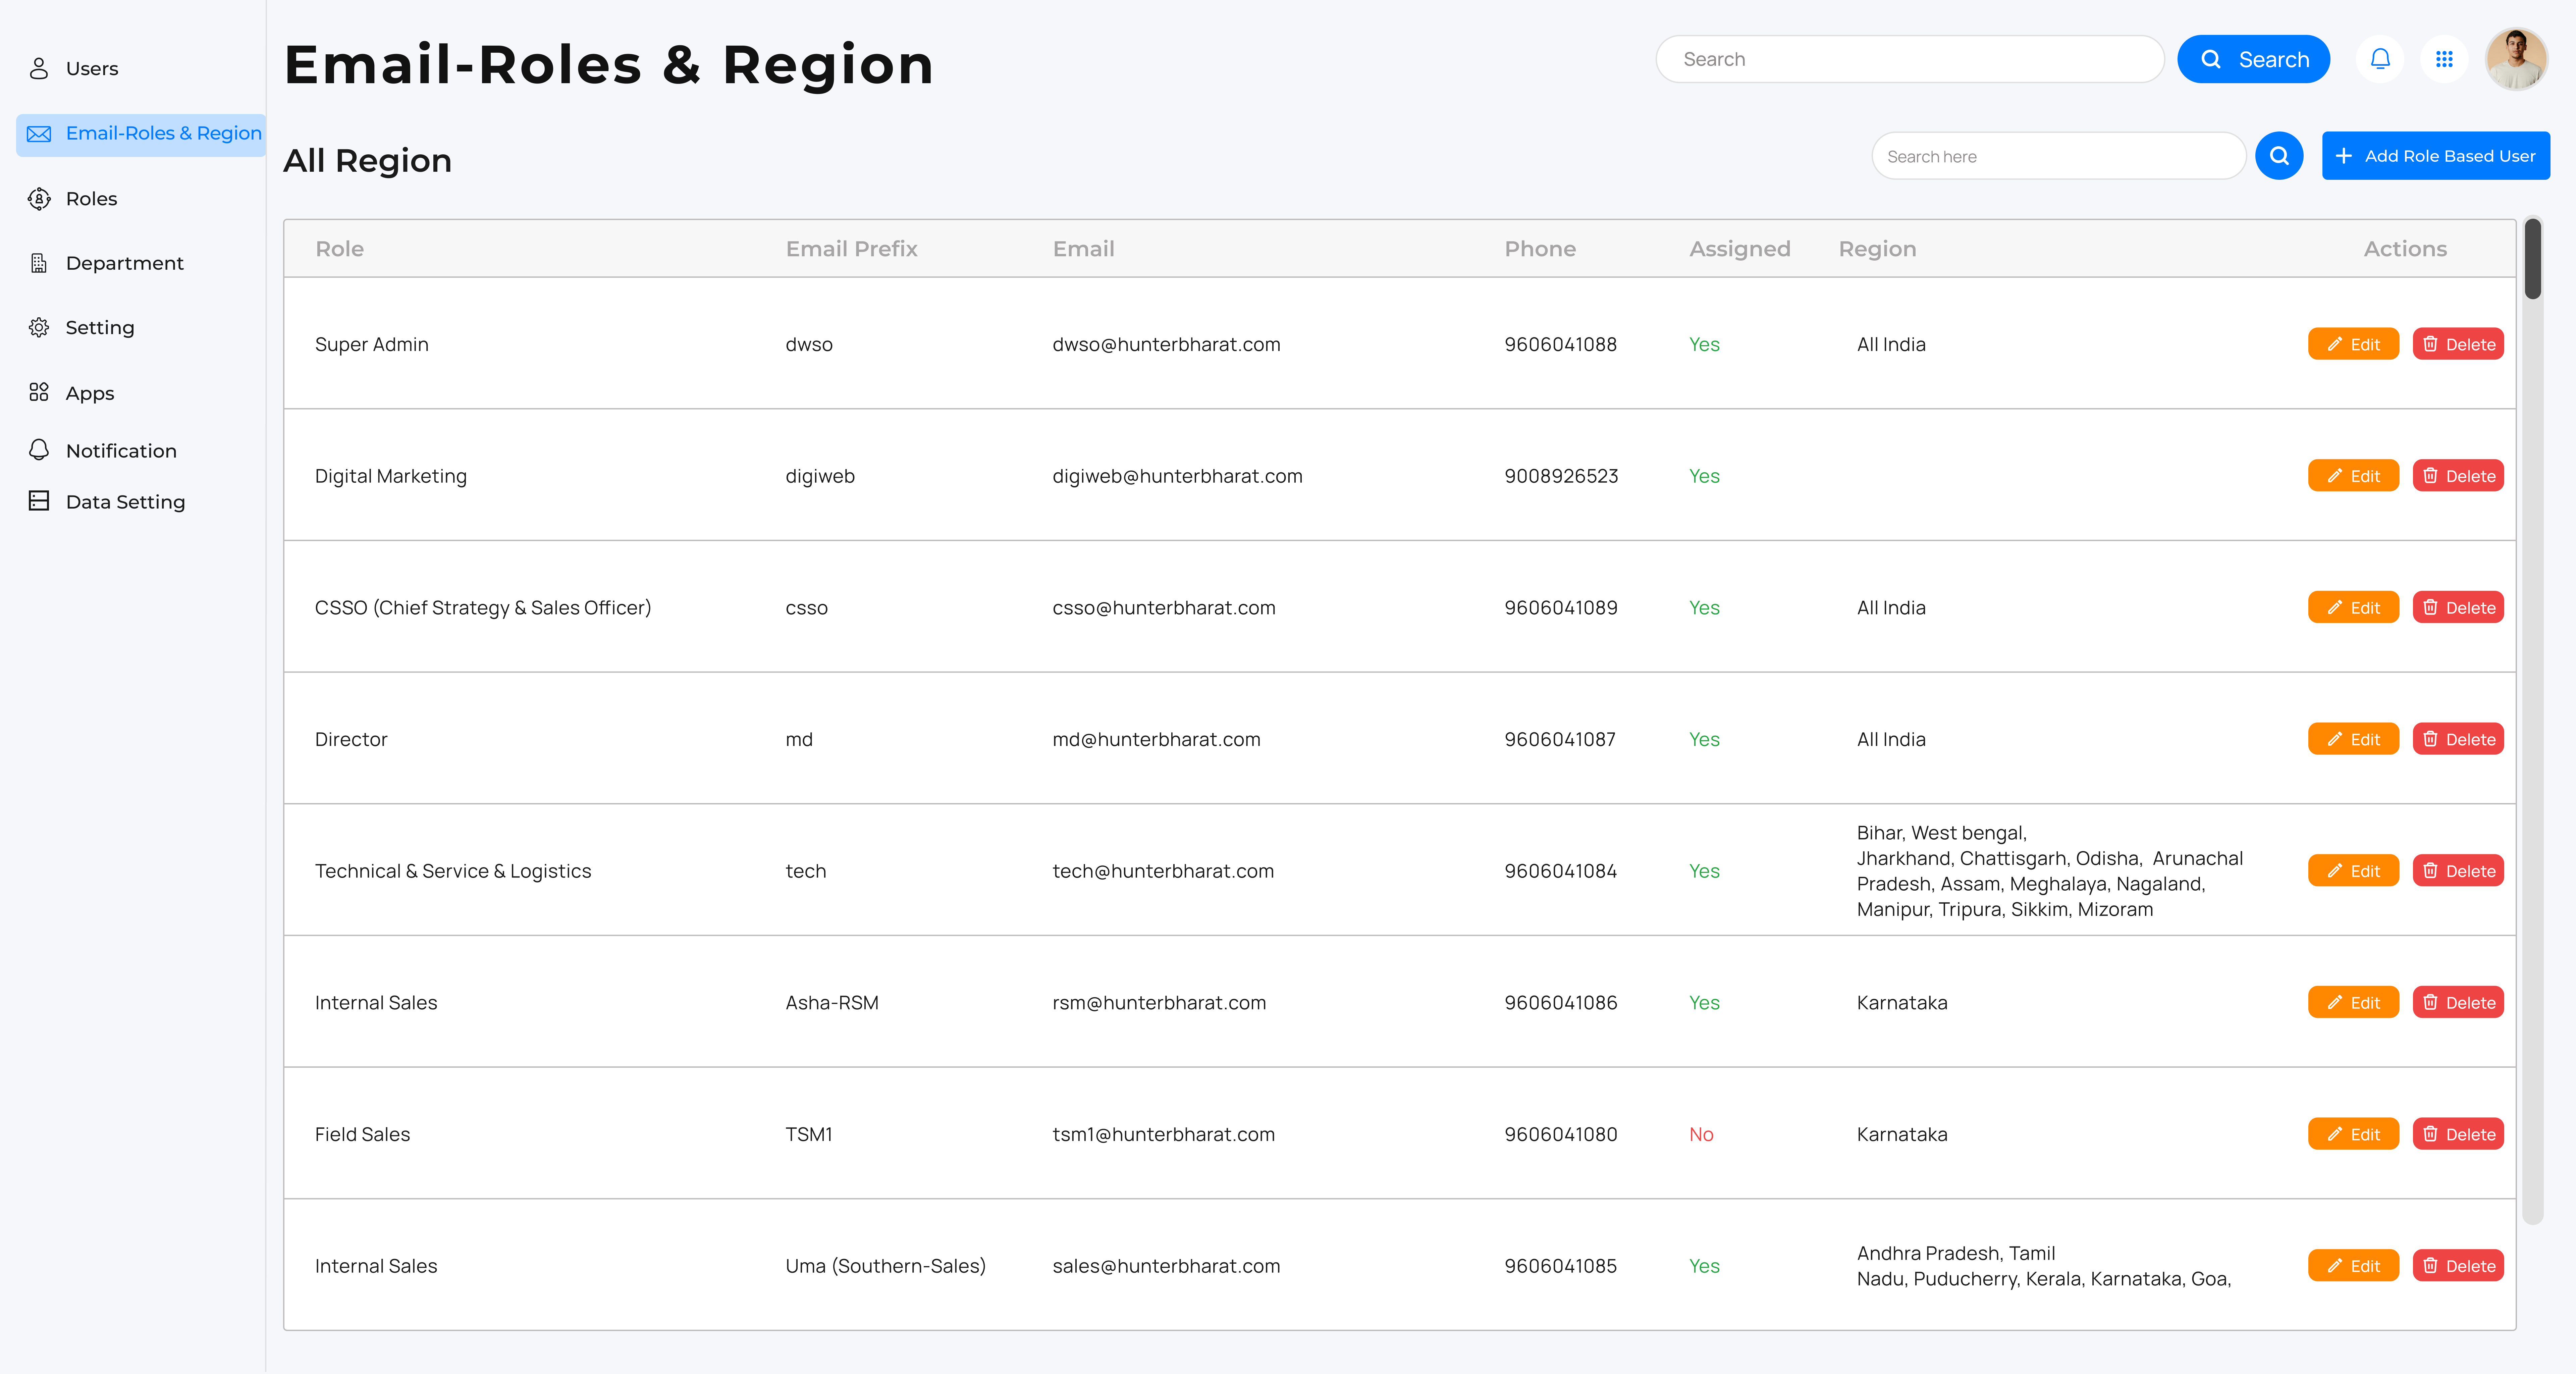 Users
Email-Roles & Region
Roles
Department
Setting
Apps
Notification
Data Setting
Email-Roles & Region
Search
Search
All Region
Search here
Add Role Based User
Role Email Prefix Email Phone Assigned Region Actions
Super Admin dwso dwso@hunterbharat.com 9606041088 Yes All India Edit Delete
Digital Marketing digiweb digiweb@hunterbharat.com 9008926523 Yes Edit Delete
CSSO (Chief Strategy & Sales Officer) csso csso@hunterbharat.com 9606041089 Yes All India Edit Delete
Director md md@hunterbharat.com 9606041087 Yes All India Edit Delete
Technical & Service & Logistics tech tech@hunterbharat.com 9606041084 Yes
Bihar, West bengal,
Jharkhand, Chattisgarh, Odisha, Arunachal
Pradesh, Assam, Meghalaya, Nagaland,
Manipur, Tripura, Sikkim, Mizoram
Edit Delete
Internal Sales Asha-RSM rsm@hunterbharat.com 9606041086 Yes Karnataka Edit Delete
Field Sales TSM1 tsm1@hunterbharat.com 9606041080 No Karnataka Edit Delete
Internal Sales Uma (Southern-Sales) sales@hunterbharat.com 9606041085 Yes
Andhra Pradesh, Tamil
Nadu, Puducherry, Kerala, Karnataka, Goa,
Edit Delete